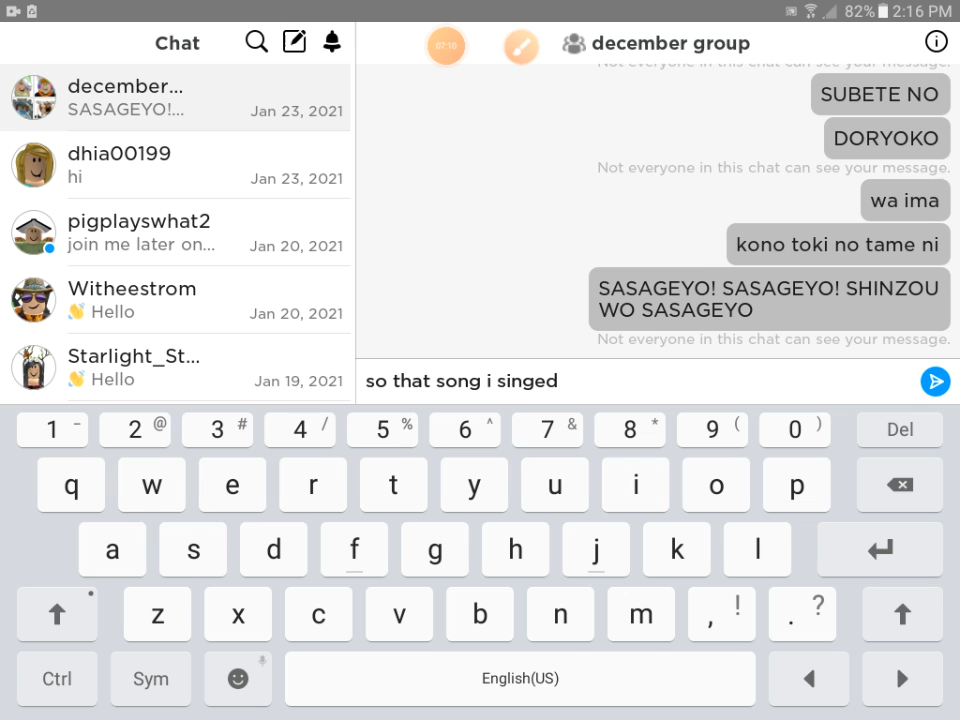 82% 2:16 PM
Chat
07:10
december group
december...
SASAGEYO!...
Jan 23, 2021
dhia00199
hi
Jan 23, 2021
pigplayswhat2
join me later on...
Jan 20, 2021
Witheestrom
👋 Hello
Jan 20, 2021
Starlight_St...
👋 Hello
Jan 19, 2021
Not everyone in this chat can see your message.
SUBETE NO
DORYOKO
Not everyone in this chat can see your message.
wa ima
kono toki no tame ni
SASAGEYO! SASAGEYO! SHINZOU
WO SASAGEYO
Not everyone in this chat can see your message.
so that song i singed
1 - 2 @ 3 # 4 / 5 % 6 ^ 7 & 8 * 9 ( 0 ) Del
q w e r t y u i o p
a s d f g h j k l
z x c v b n m , ! . ?
Ctrl Sym English(US)